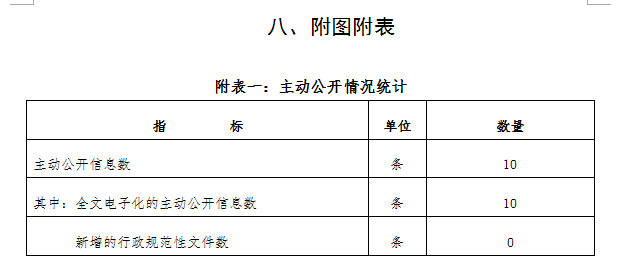 八、附图附表
附表一：主动公开情况统计
指 标 单位 数量
主动公开信息数 条 10
其中：全文电子化的主动公开信息数 条 10
新增的行政规范性文件数 条 0